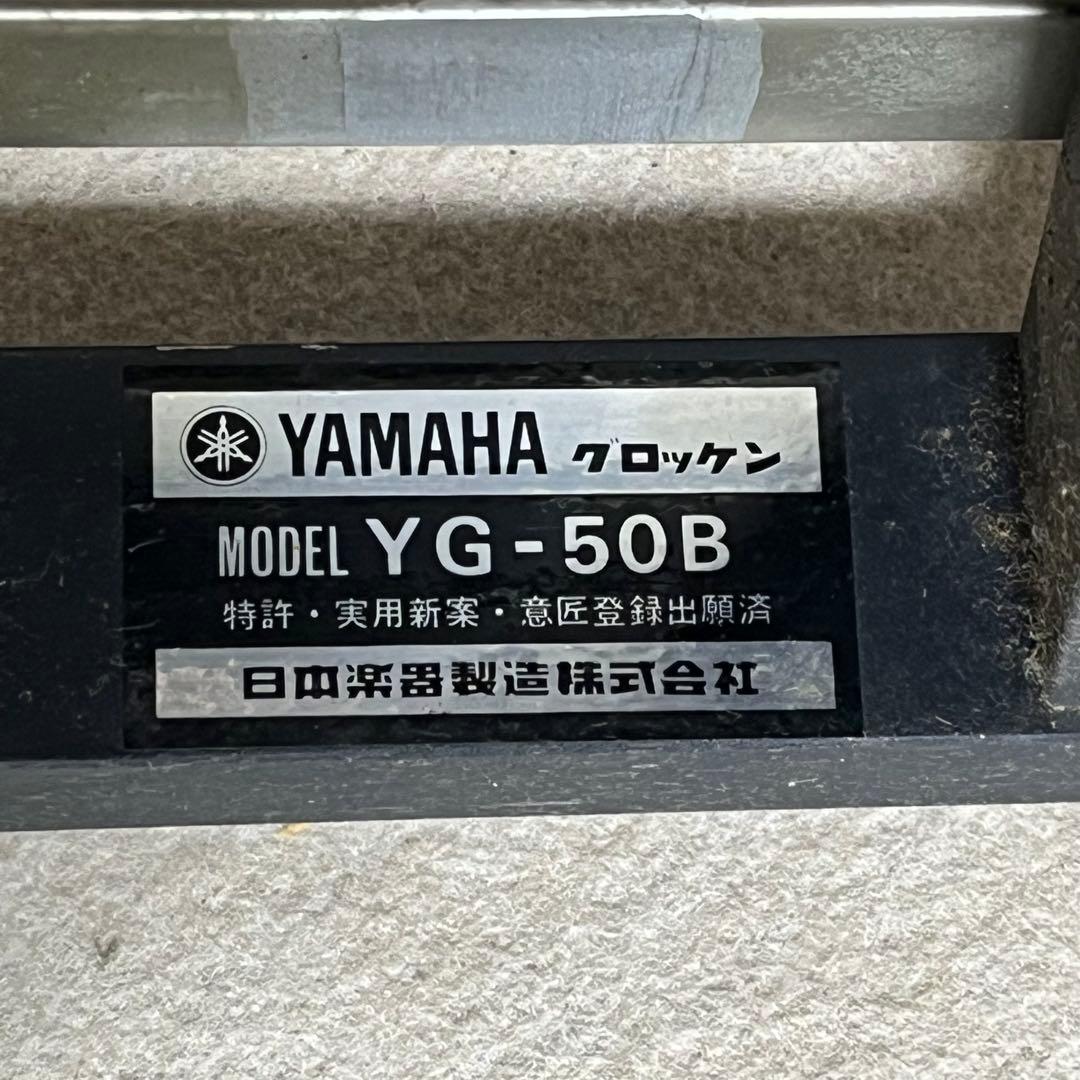 YAMAHA グロッケン
MODEL YG-50B
特許・実用新案・意匠登録出願済
日本楽器製造株式会社